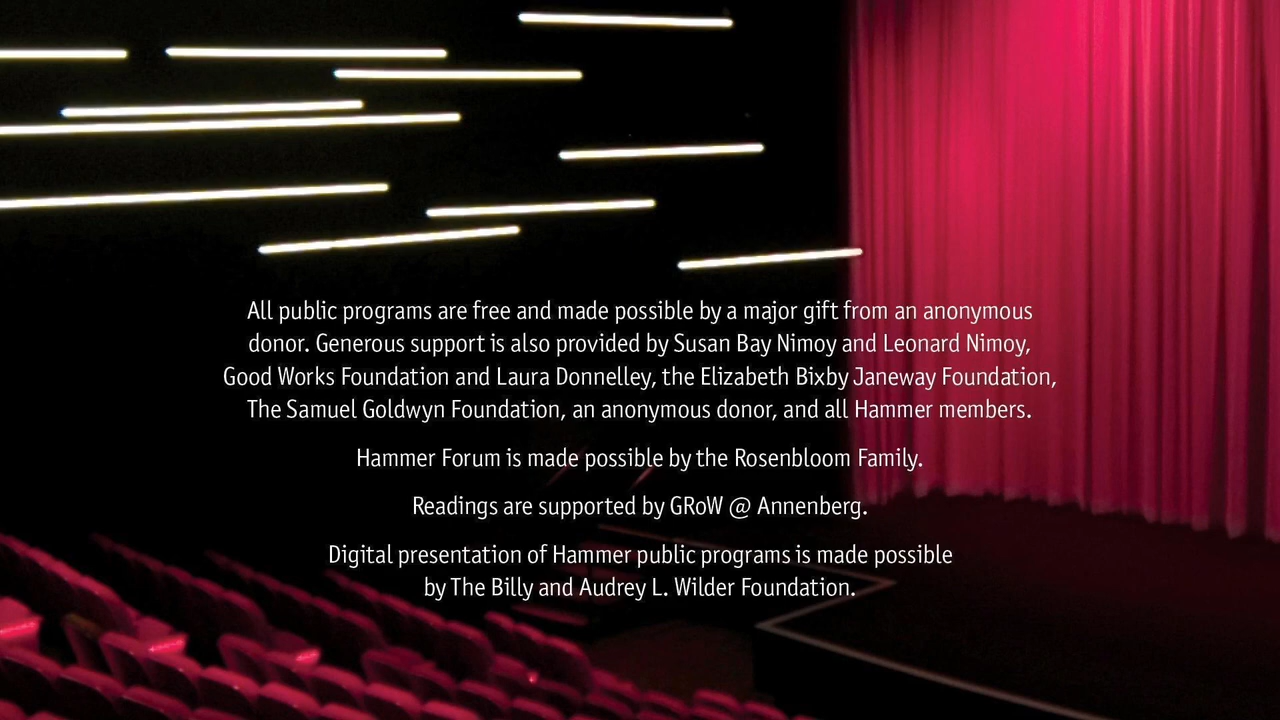 All public programs are free and made possible by a major gift from an anonymous
donor. Generous support is also provided by Susan Bay Nimoy and Leonard Nimoy,
Good Works Foundation and Laura Donnelley, the Elizabeth Bixby Janeway Foundation,
The Samuel Goldwyn Foundation, an anonymous donor, and all Hammer members.
Hammer Forum is made possible by the Rosenbloom Family.
Readings are supported by GRoW @ Annenberg.
Digital presentation of Hammer public programs is made possible
by The Billy and Audrey L. Wilder Foundation.